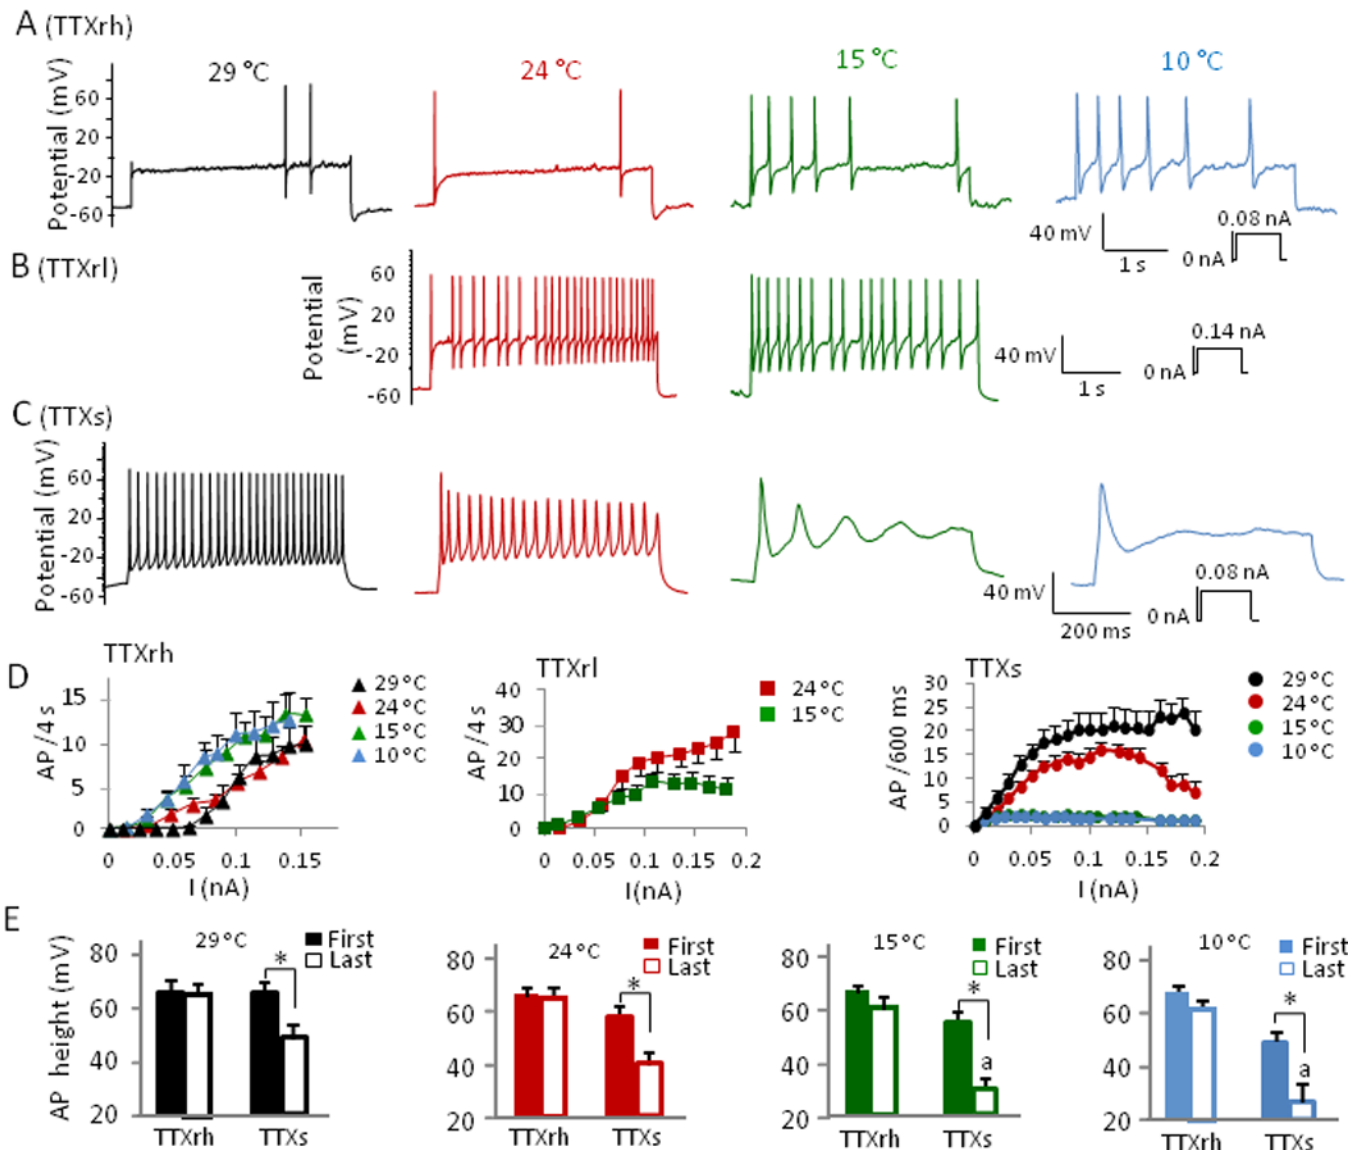 A (TTXrh)
29 °C
24 °C
15 °C
10 °C
Potential (mV)
60
20
-20
-60
40 mV
1 s
0.08 nA
0 nA
B (TTXrl)
Potential
(mV)
60
20
-20
-60
40 mV
1 s
0.14 nA
0 nA
C (TTXs)
Potential (mV)
60
20
-20
-60
40 mV
200 ms
0.08 nA
0 nA
D
TTXrh
AP / 4 s
15
10
5
0
0 0.05 0.1 0.15
I (nA)
29 °C
24 °C
15 °C
10 °C
TTXrl
AP / 4 s
40
30
20
10
0
0 0.05 0.1 0.15 0.2
I(nA)
24 °C
15 °C
TTXs
AP /600 ms
30
25
20
15
10
5
0
0 0.05 0.1 0.15 0.2
I (nA)
29 °C
24 °C
15 °C
10 °C
E
AP height (mV)
80
60
40
20
29 °C
First
Last
*
TTXrh TTXs
80
60
40
20
24 °C
First
Last
*
TTXrh TTXs
80
60
40
20
15 °C
First
Last
*
a
TTXrh TTXs
80
60
40
20
10 °C
First
Last
*
a
TTXrh TTXs